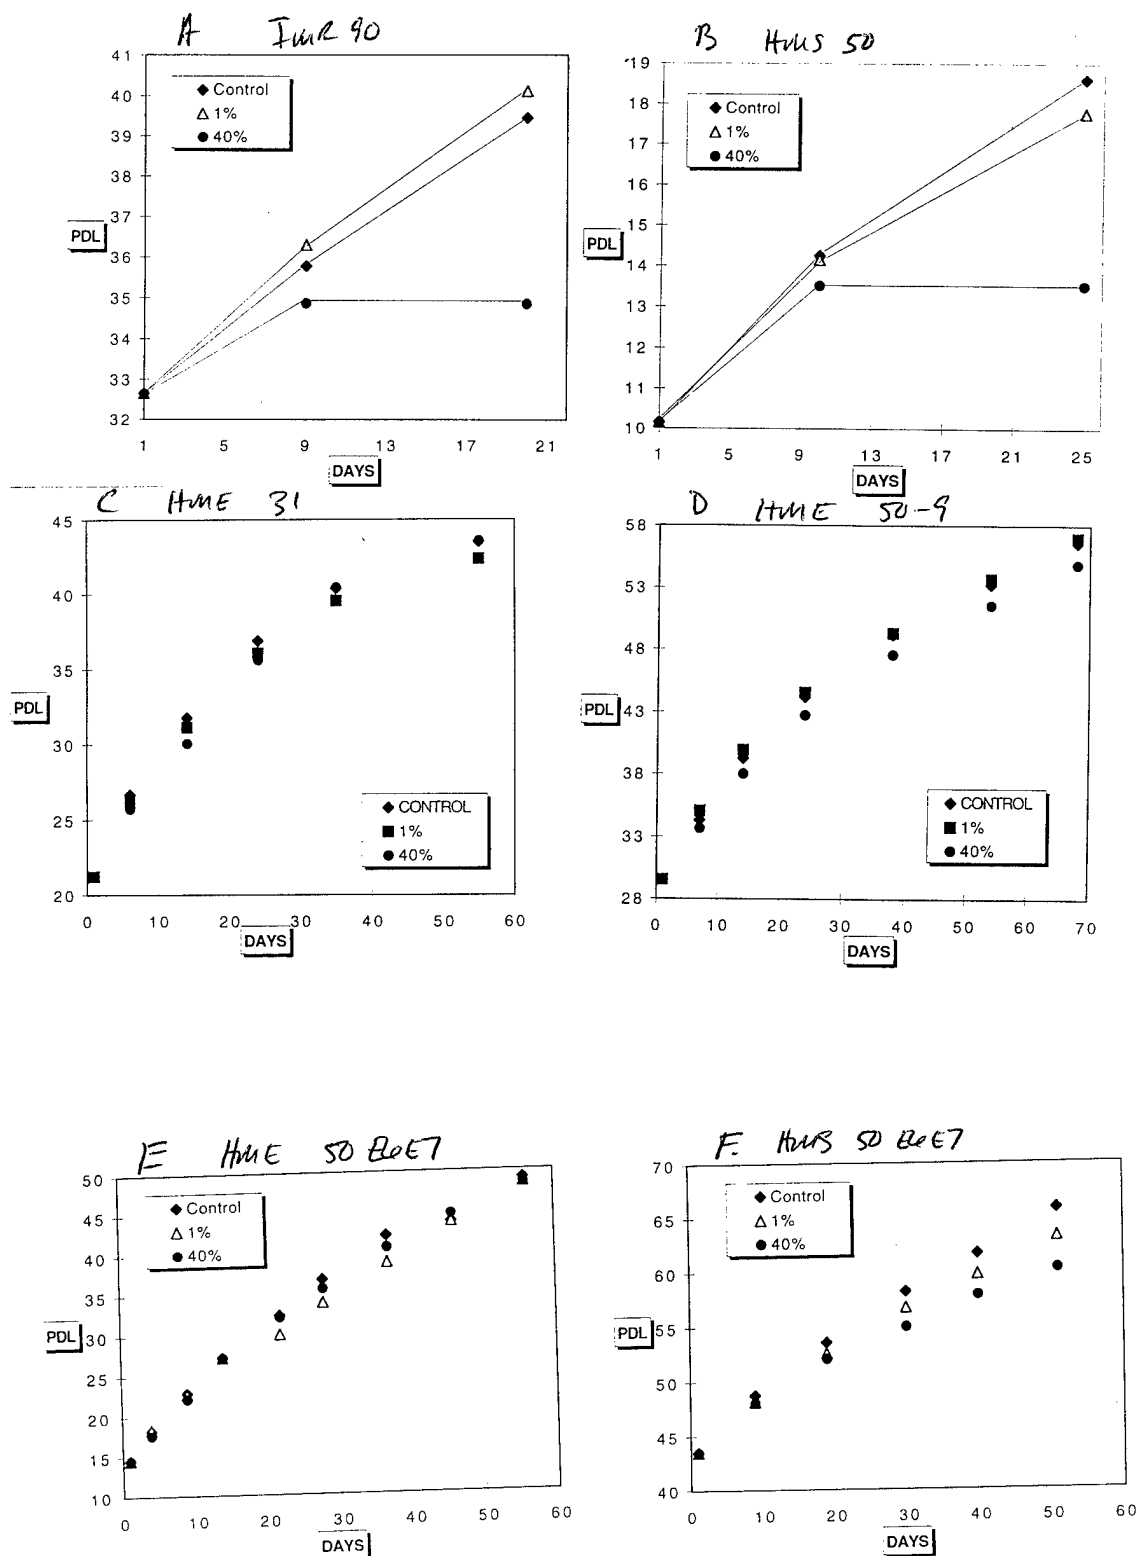 A IMR 90
41
40
39
38
37
36
35
34
33
32
PDL
Control
1%
40%
1 5 9 13 17 21
DAYS
B HMS 50
19
18
17
16
15
14
13
12
11
10
PDL
Control
1%
40%
1 5 9 13 17 21 25
DAYS
C HME 31
45
40
35
30
25
20
PDL
CONTROL
1%
40%
0 10 20 30 40 50 60
DAYS
D HME 50-9
58
53
48
43
38
33
28
PDL
CONTROL
1%
40%
0 10 20 30 40 50 60 70
DAYS
E HME 50 E6E7
50
45
40
35
30
25
20
15
10
PDL
Control
1%
40%
0 10 20 30 40 50 60
DAYS
F. HMS 50 E6E7
70
65
60
55
50
45
40
PDL
Control
1%
40%
0 10 20 30 40 50 60
DAYS